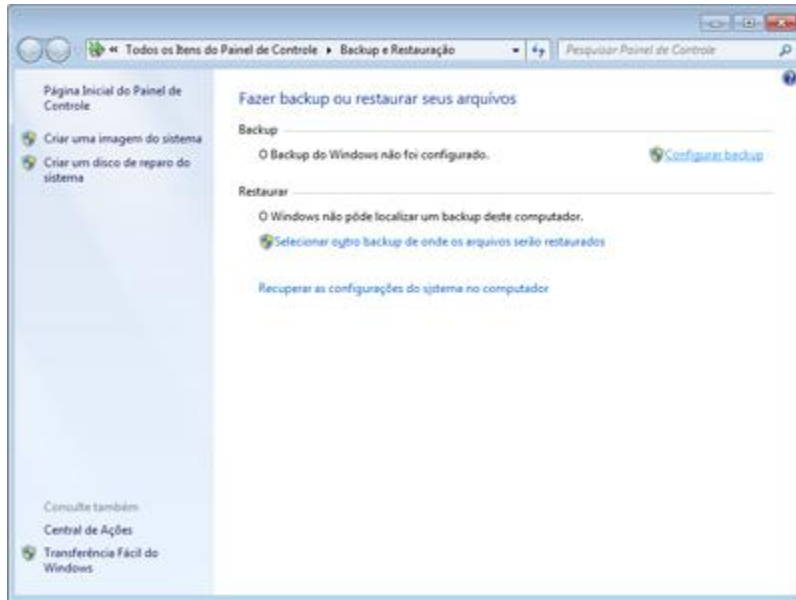 « Todos os Itens do Painel de Controle ▸ Backup e Restauração
Pesquisar Painel de Controle
Página Inicial do Painel de
Controle
Criar uma imagem do sistema
Criar um disco de reparo do
sistema
Fazer backup ou restaurar seus arquivos
Backup
O Backup do Windows não foi configurado.
Configurar backup
Restaurar
O Windows não pôde localizar um backup deste computador.
Selecionar outro backup de onde os arquivos serão restaurados
Recuperar as configurações do sistema no computador
Consulte também
Central de Ações
Transferência Fácil do
Windows